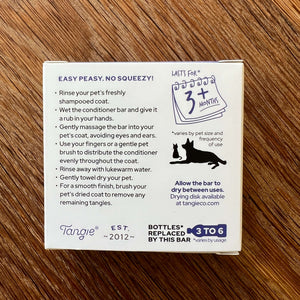 EASY PEASY. NO SQUEEZY!
• Rinse your pet's freshly
shampooed coat.
• Wet the conditioner bar and give it
a rub in your hands.
• Gently massage the bar into your
pet's coat, avoiding eyes and ears.
• Use your fingers or a gentle pet
brush to distribute the conditioner
evenly throughout the coat.
• Rinse away with lukewarm water.
• Gently towel dry your pet.
• For a smooth finish, brush your
pet's dried coat to remove any
remaining tangles.
LASTS FOR*
3+
MONTHS
*varies by pet size and
frequency of
use
Allow the bar to
dry between uses.
Drying disk available
at tangieco.com
Tangie®
EST.
~2012~
BOTTLES*
REPLACED
BY THIS BAR
3 TO 6
*varies by usage